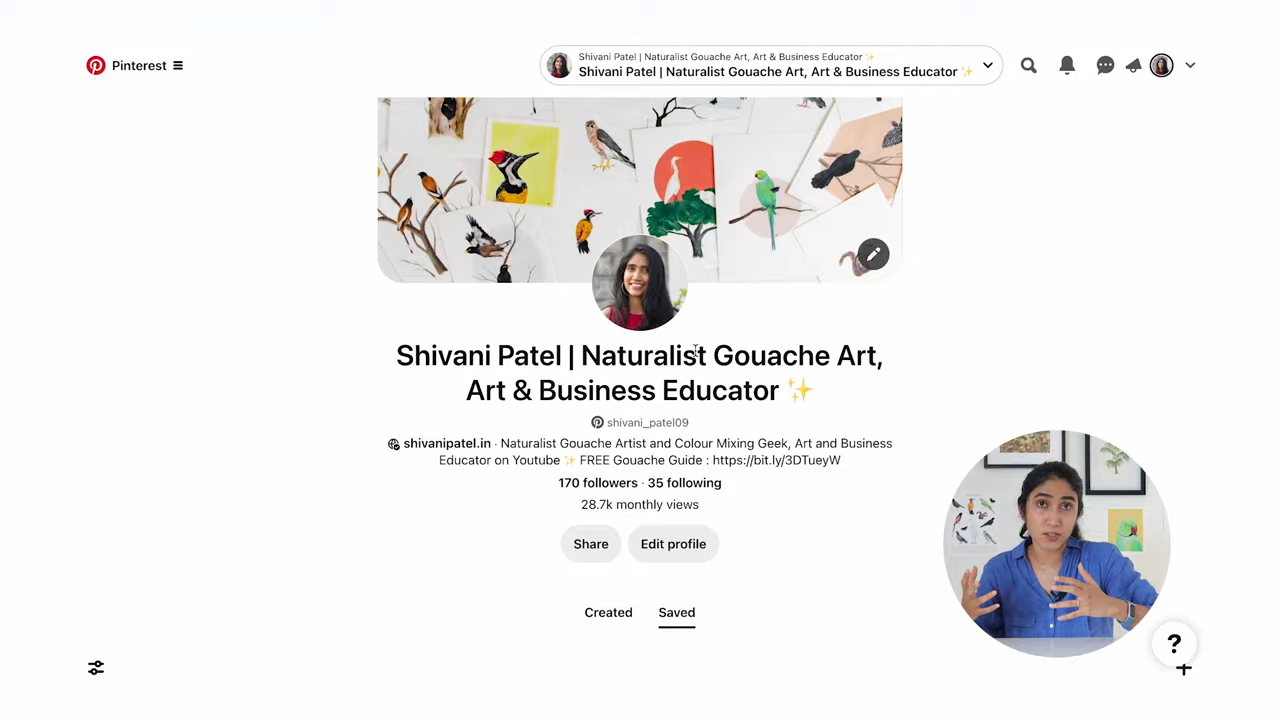 Pinterest
Shivani Patel | Naturalist Gouache Art, Art & Business Educator ✨
Shivani Patel | Naturalist Gouache Art, Art & Business Educator ✨
Shivani Patel | Naturalist Gouache Art,
Art & Business Educator ✨
shivani_patel09
shivanipatel.in · Naturalist Gouache Artist and Colour Mixing Geek, Art and Business
Educator on Youtube ✨ FREE Gouache Guide : https://bit.ly/3DTueyW
170 followers · 35 following
28.7k monthly views
Share Edit profile
Created Saved
?